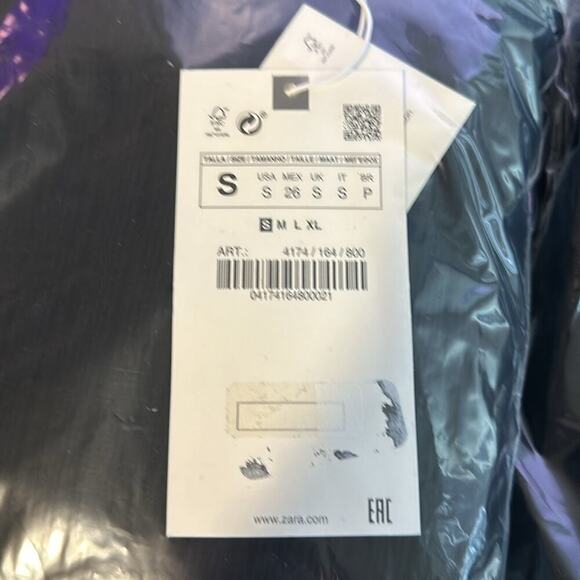 TALLA / SIZE / TAMANHO / TAILLE / MAAT / MEГЕӨОΣ
S
USA MEX UK IT BR
S 26 S S P
S M L XL
ART.: 4174 / 164 / 800
04174164800021
www.zara.com
EAC